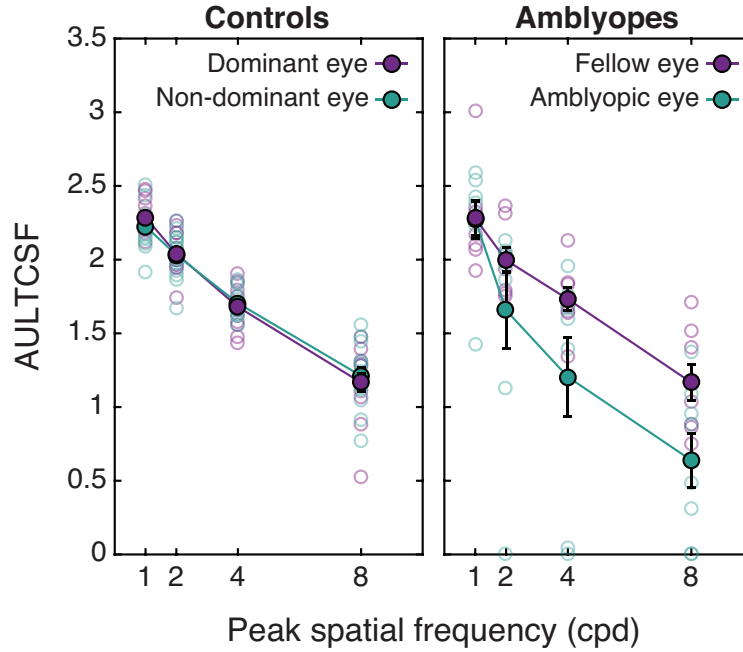 Controls
Amblyopes
3.5
3
2.5
2
1.5
1
0.5
0
AULTCSF
Dominant eye
Non-dominant eye
Fellow eye
Amblyopic eye
1 2 4 8
1 2 4 8
Peak spatial frequency (cpd)